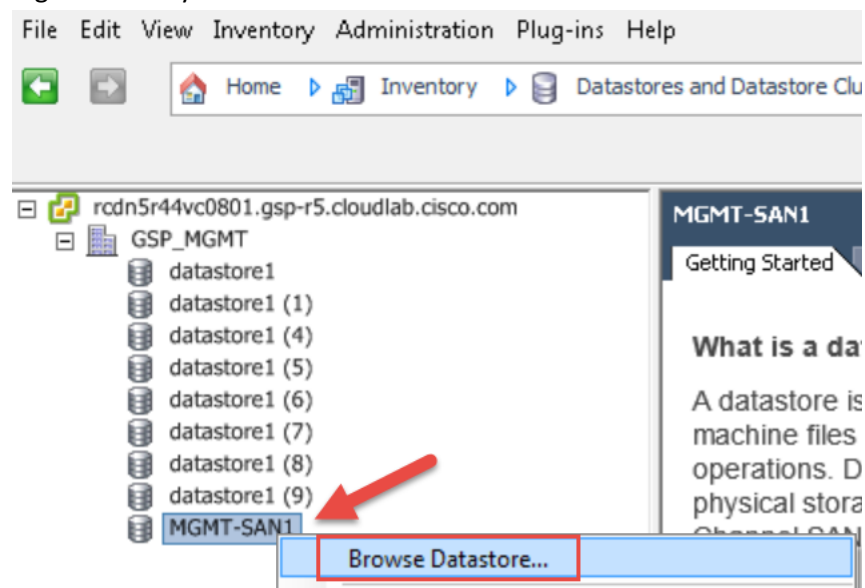 File Edit View Inventory Administration Plug-ins Help
Home Inventory Datastores and Datastore Clu
rcdn5r44vc0801.gsp-r5.cloudlab.cisco.com
GSP_MGMT
datastore1
datastore1 (1)
datastore1 (4)
datastore1 (5)
datastore1 (6)
datastore1 (7)
datastore1 (8)
datastore1 (9)
MGMT-SAN1
Browse Datastore...
MGMT-SAN1
Getting Started
What is a da
A datastore is
machine files
operations. D
physical stora
Channel SAN